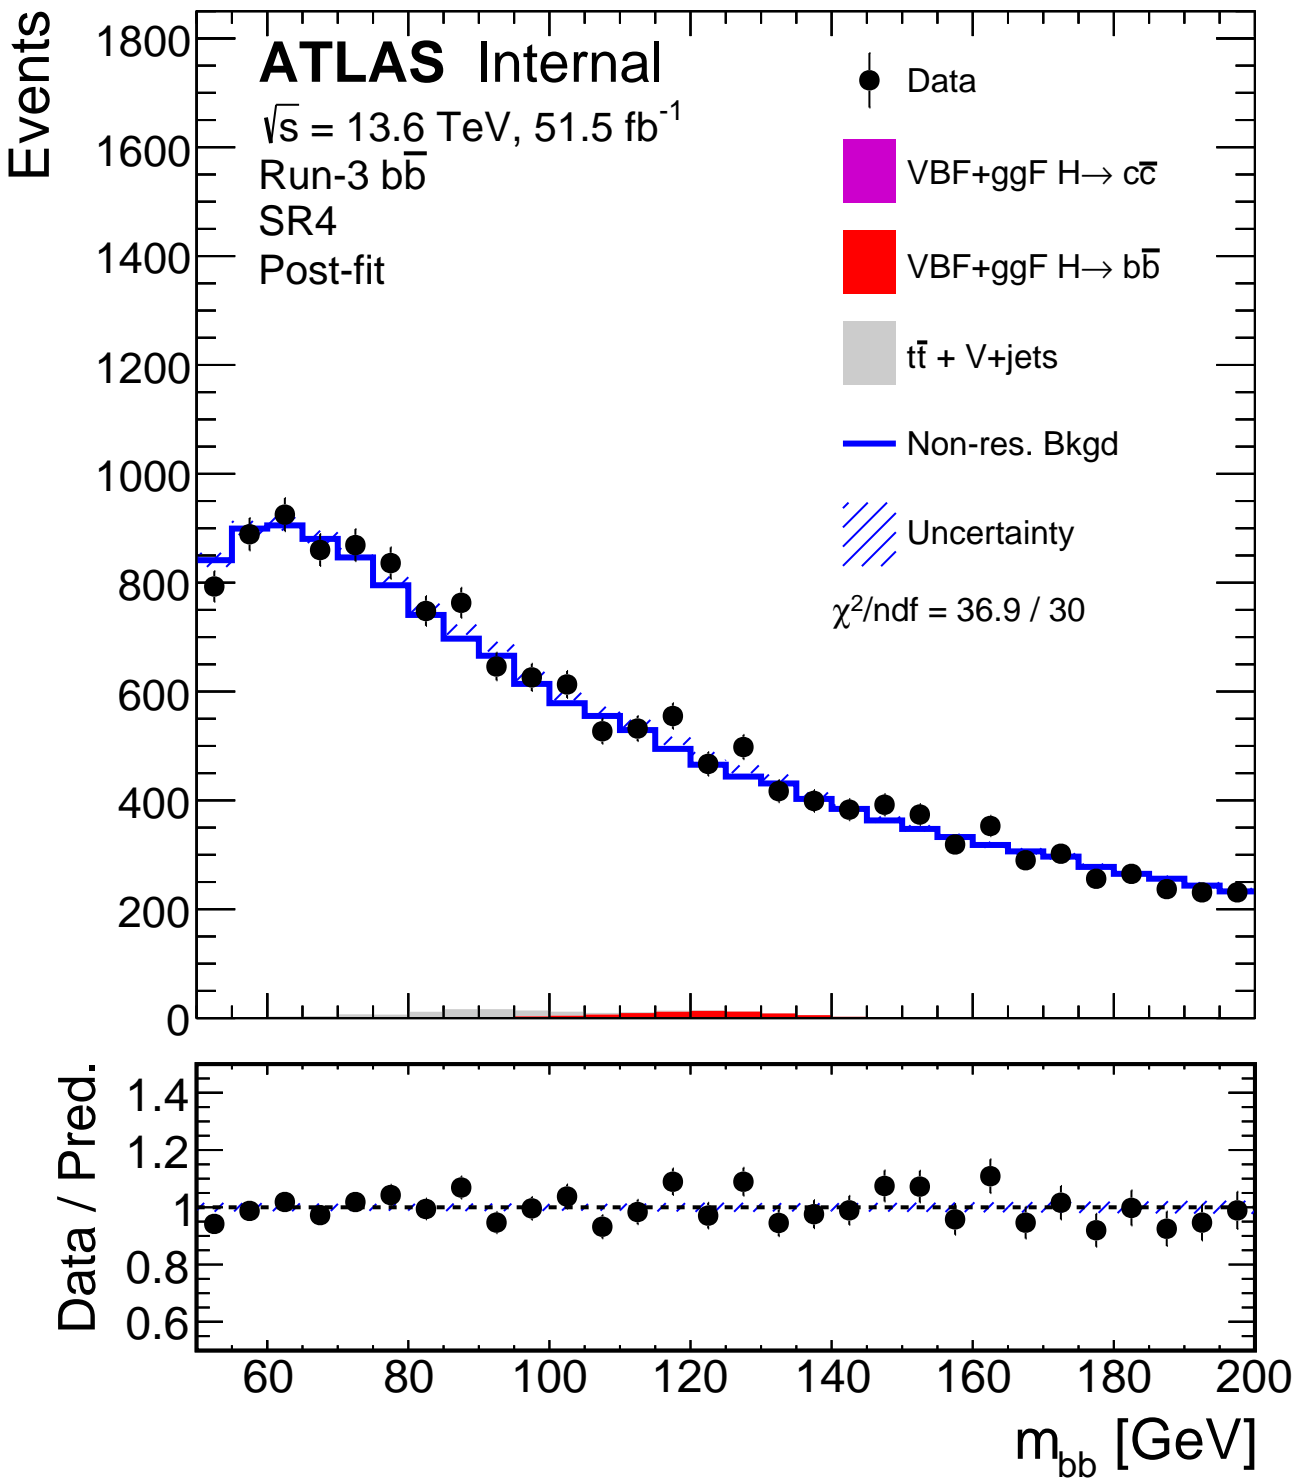 Events
1800
1600
1400
1200
1000
800
600
400
200
0
ATLAS Internal
√s = 13.6 TeV, 51.5 fb⁻¹
Run-3 bb̅
SR4
Post-fit
Data
VBF+ggF H→ cc̅
VBF+ggF H→ bb̅
tt̅ + V+jets
Non-res. Bkgd
Uncertainty
χ²/ndf = 36.9 / 30
Data / Pred.
1.4
1.2
1
0.8
0.6
60 80 100 120 140 160 180 200
m_bb [GeV]